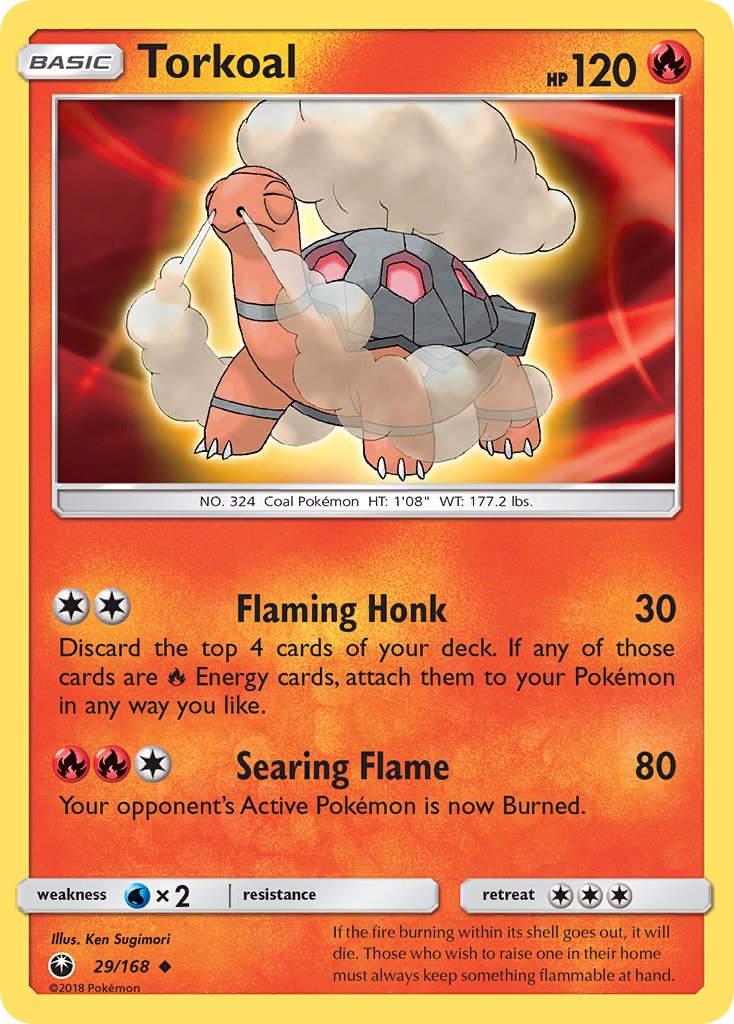 BASIC Torkoal HP 120
NO. 324 Coal Pokémon HT: 1'08" WT: 177.2 lbs.
Flaming Honk 30
Discard the top 4 cards of your deck. If any of those
cards are Energy cards, attach them to your Pokémon
in any way you like.
Searing Flame 80
Your opponent's Active Pokémon is now Burned.
weakness × 2 resistance retreat
Illus. Ken Sugimori
29/168
©2018 Pokémon
If the fire burning within its shell goes out, it will
die. Those who wish to raise one in their home
must always keep something flammable at hand.